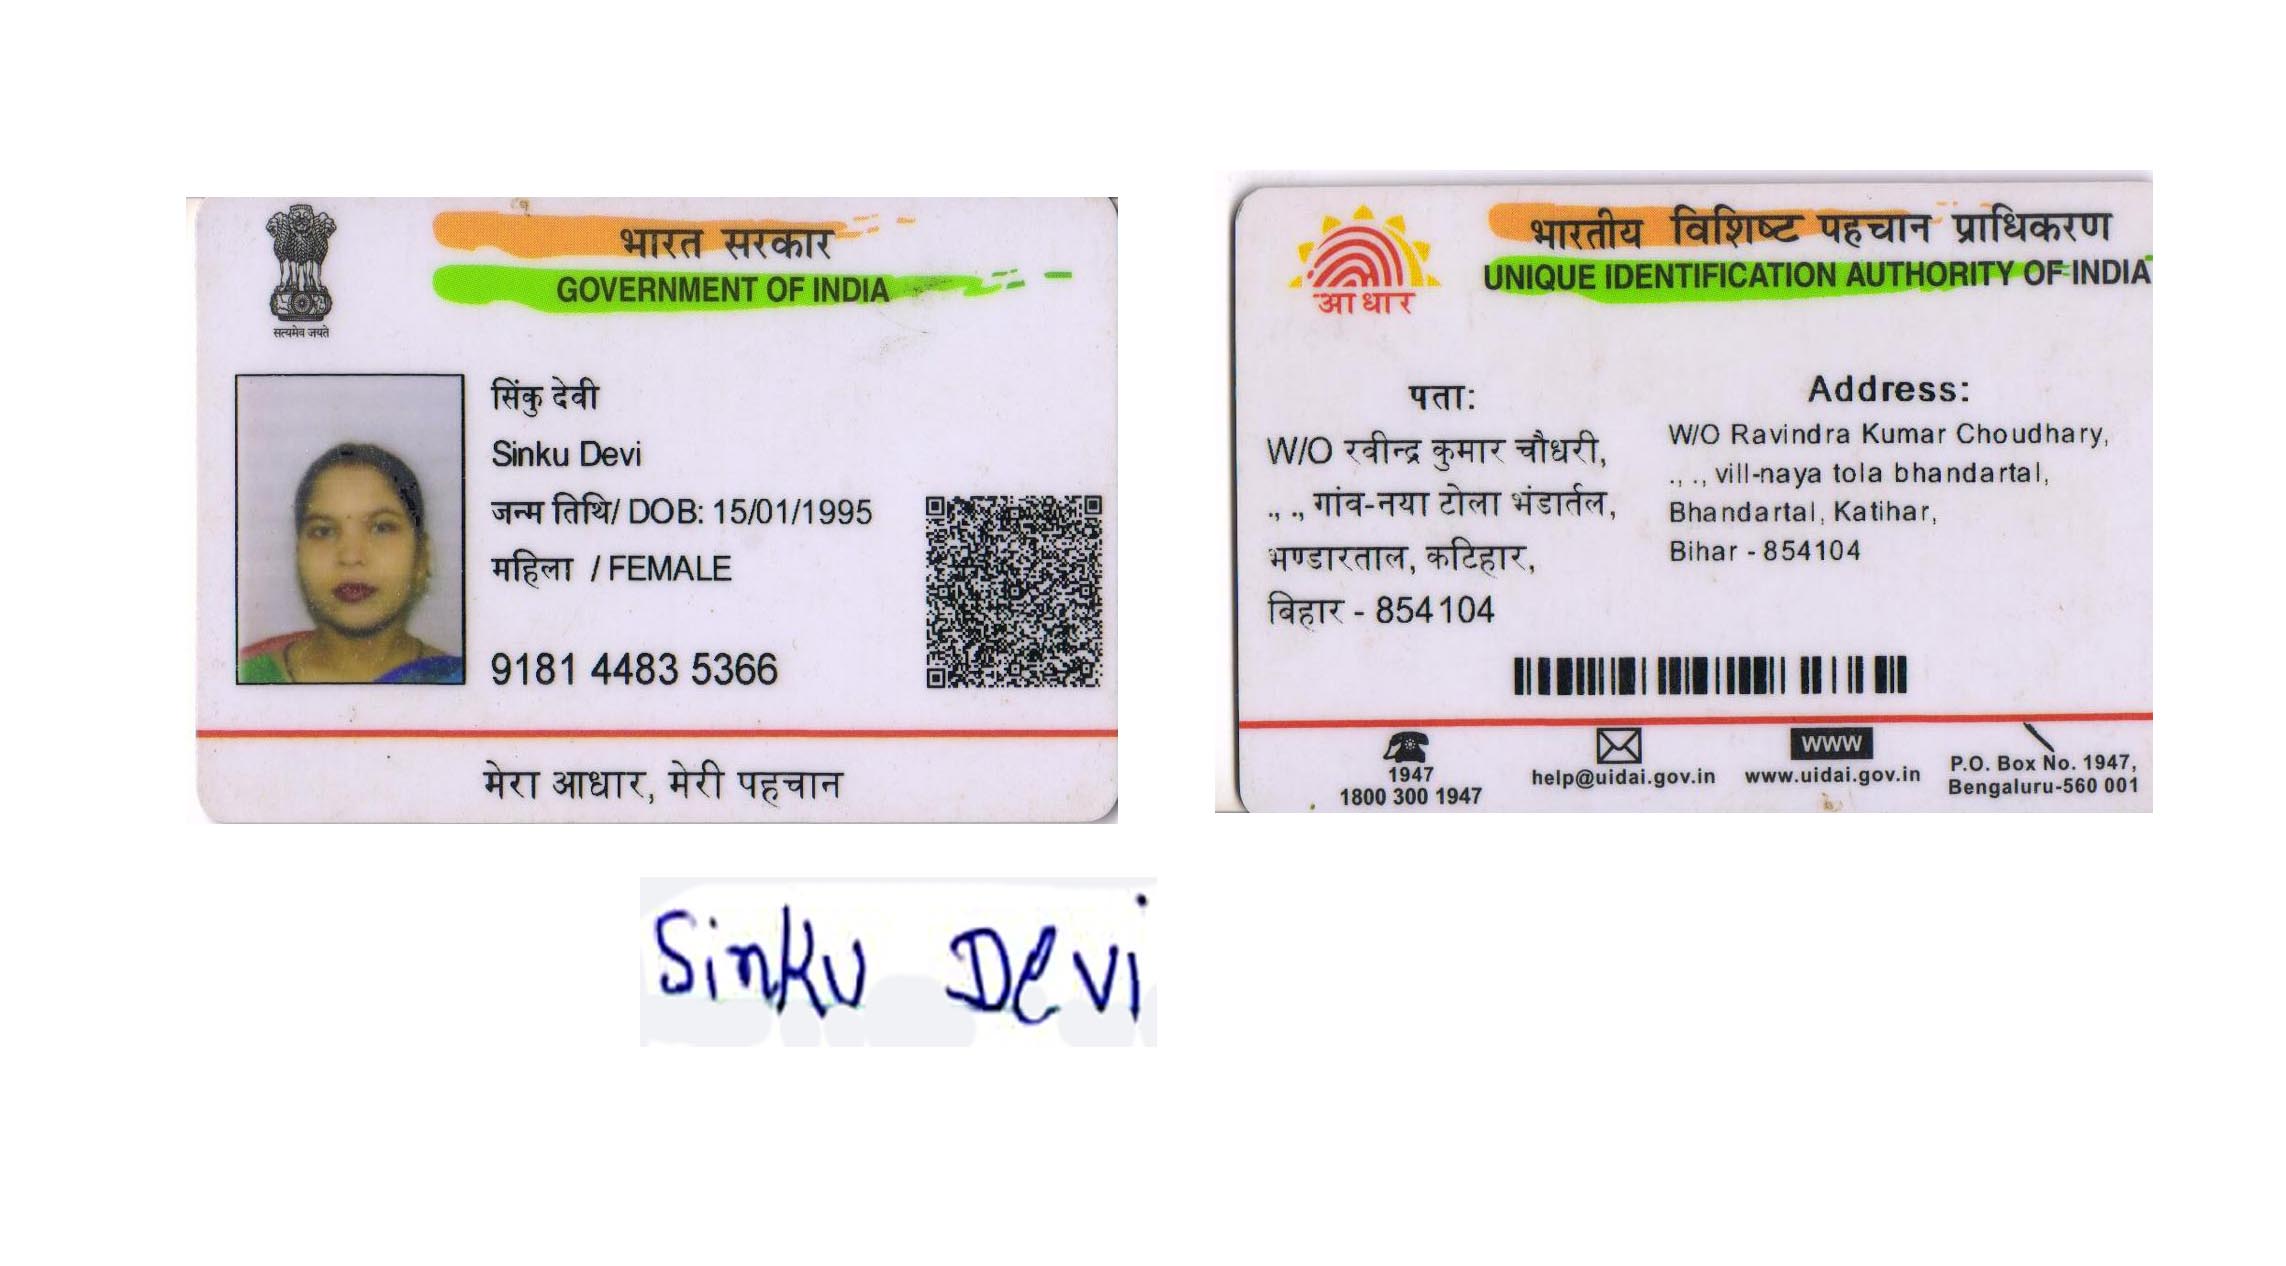 भारत सरकार
GOVERNMENT OF INDIA
सत्यमेव जयते
सिंकु देवी
Sinku Devi
जन्म तिथि/ DOB: 15/01/1995
महिला / FEMALE
9181 4483 5366
मेरा आधार, मेरी पहचान
भारतीय विशिष्ट पहचान प्राधिकरण
UNIQUE IDENTIFICATION AUTHORITY OF INDIA
आधार
पता:
W/O रवीन्द्र कुमार चौधरी,
., ., गांव-नया टोला भंडार्तल,
भण्डारताल, कटिहार,
बिहार - 854104
Address:
W/O Ravindra Kumar Choudhary,
., ., vill-naya tola bhandartal,
Bhandartal, Katihar,
Bihar - 854104
1947
1800 300 1947
help@uidai.gov.in
www
www.uidai.gov.in
P.O. Box No. 1947,
Bengaluru-560 001
Sinku Devi